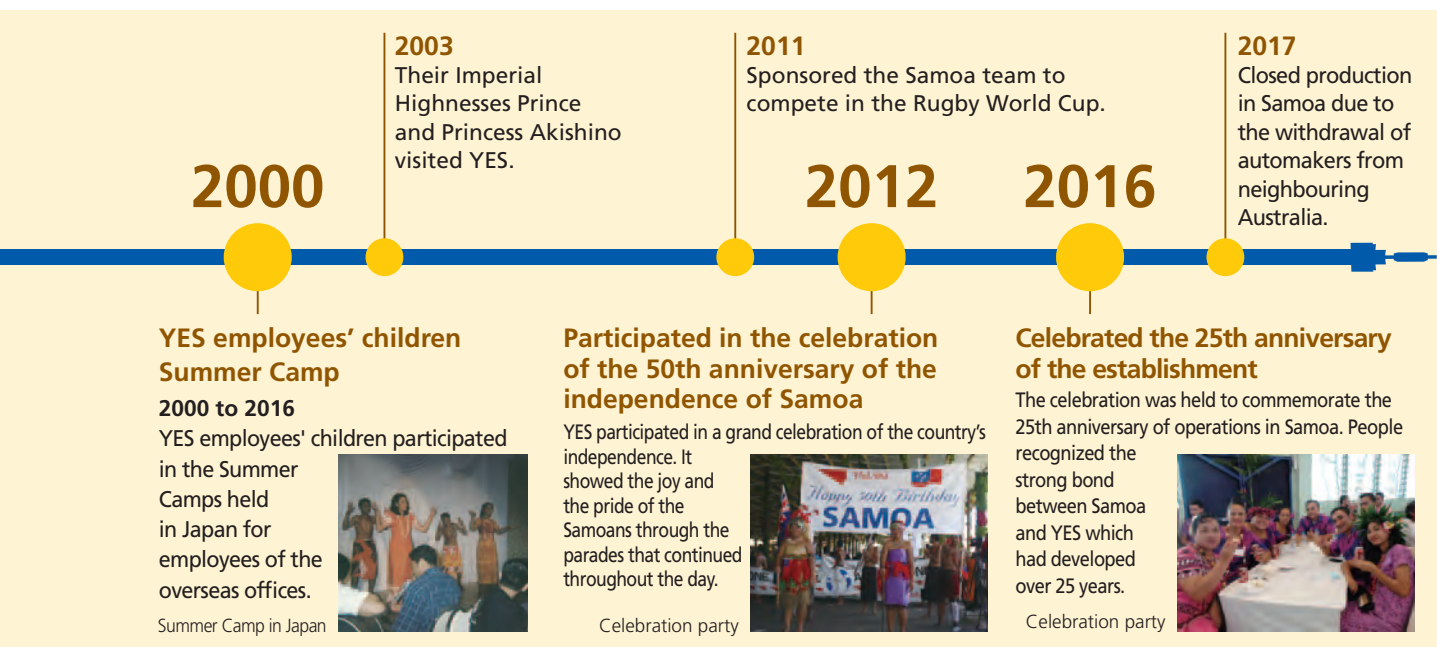 2003
Their Imperial
Highnesses Prince
and Princess Akishino
visited YES.
2011
Sponsored the Samoa team to
compete in the Rugby World Cup.
2017
Closed production
in Samoa due to
the withdrawal of
automakers from
neighbouring
Australia.
2000
2012
2016
YES employees’ children
Summer Camp
2000 to 2016
YES employees' children participated
in the Summer
Camps held
in Japan for
employees of the
overseas offices.
Summer Camp in Japan
Participated in the celebration
of the 50th anniversary of the
independence of Samoa
YES participated in a grand celebration of the country’s
independence. It
showed the joy and
the pride of the
Samoans through the
parades that continued
throughout the day.
Celebration party
Happy 50th Birthday
SAMOA
Celebrated the 25th anniversary
of the establishment
The celebration was held to commemorate the
25th anniversary of operations in Samoa. People
recognized the
strong bond
between Samoa
and YES which
had developed
over 25 years.
Celebration party